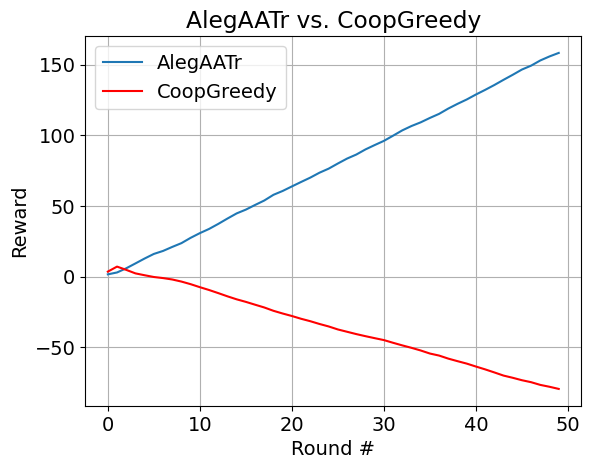 AlegAATr vs. CoopGreedy
AlegAATr
CoopGreedy
Reward
150
100
50
0
−50
0 10 20 30 40 50
Round #